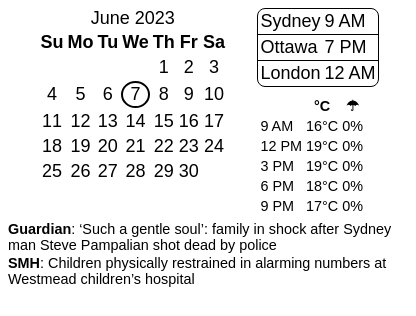 June 2023
Su Mo Tu We Th Fr Sa
1 2 3
4 5 6 7 8 9 10
11 12 13 14 15 16 17
18 19 20 21 22 23 24
25 26 27 28 29 30
Sydney 9 AM
Ottawa 7 PM
London 12 AM
°C ☂
9 AM 16°C 0%
12 PM 19°C 0%
3 PM 19°C 0%
6 PM 18°C 0%
9 PM 17°C 0%
Guardian: ‘Such a gentle soul’: family in shock after Sydney
man Steve Pampalian shot dead by police
SMH: Children physically restrained in alarming numbers at
Westmead children’s hospital